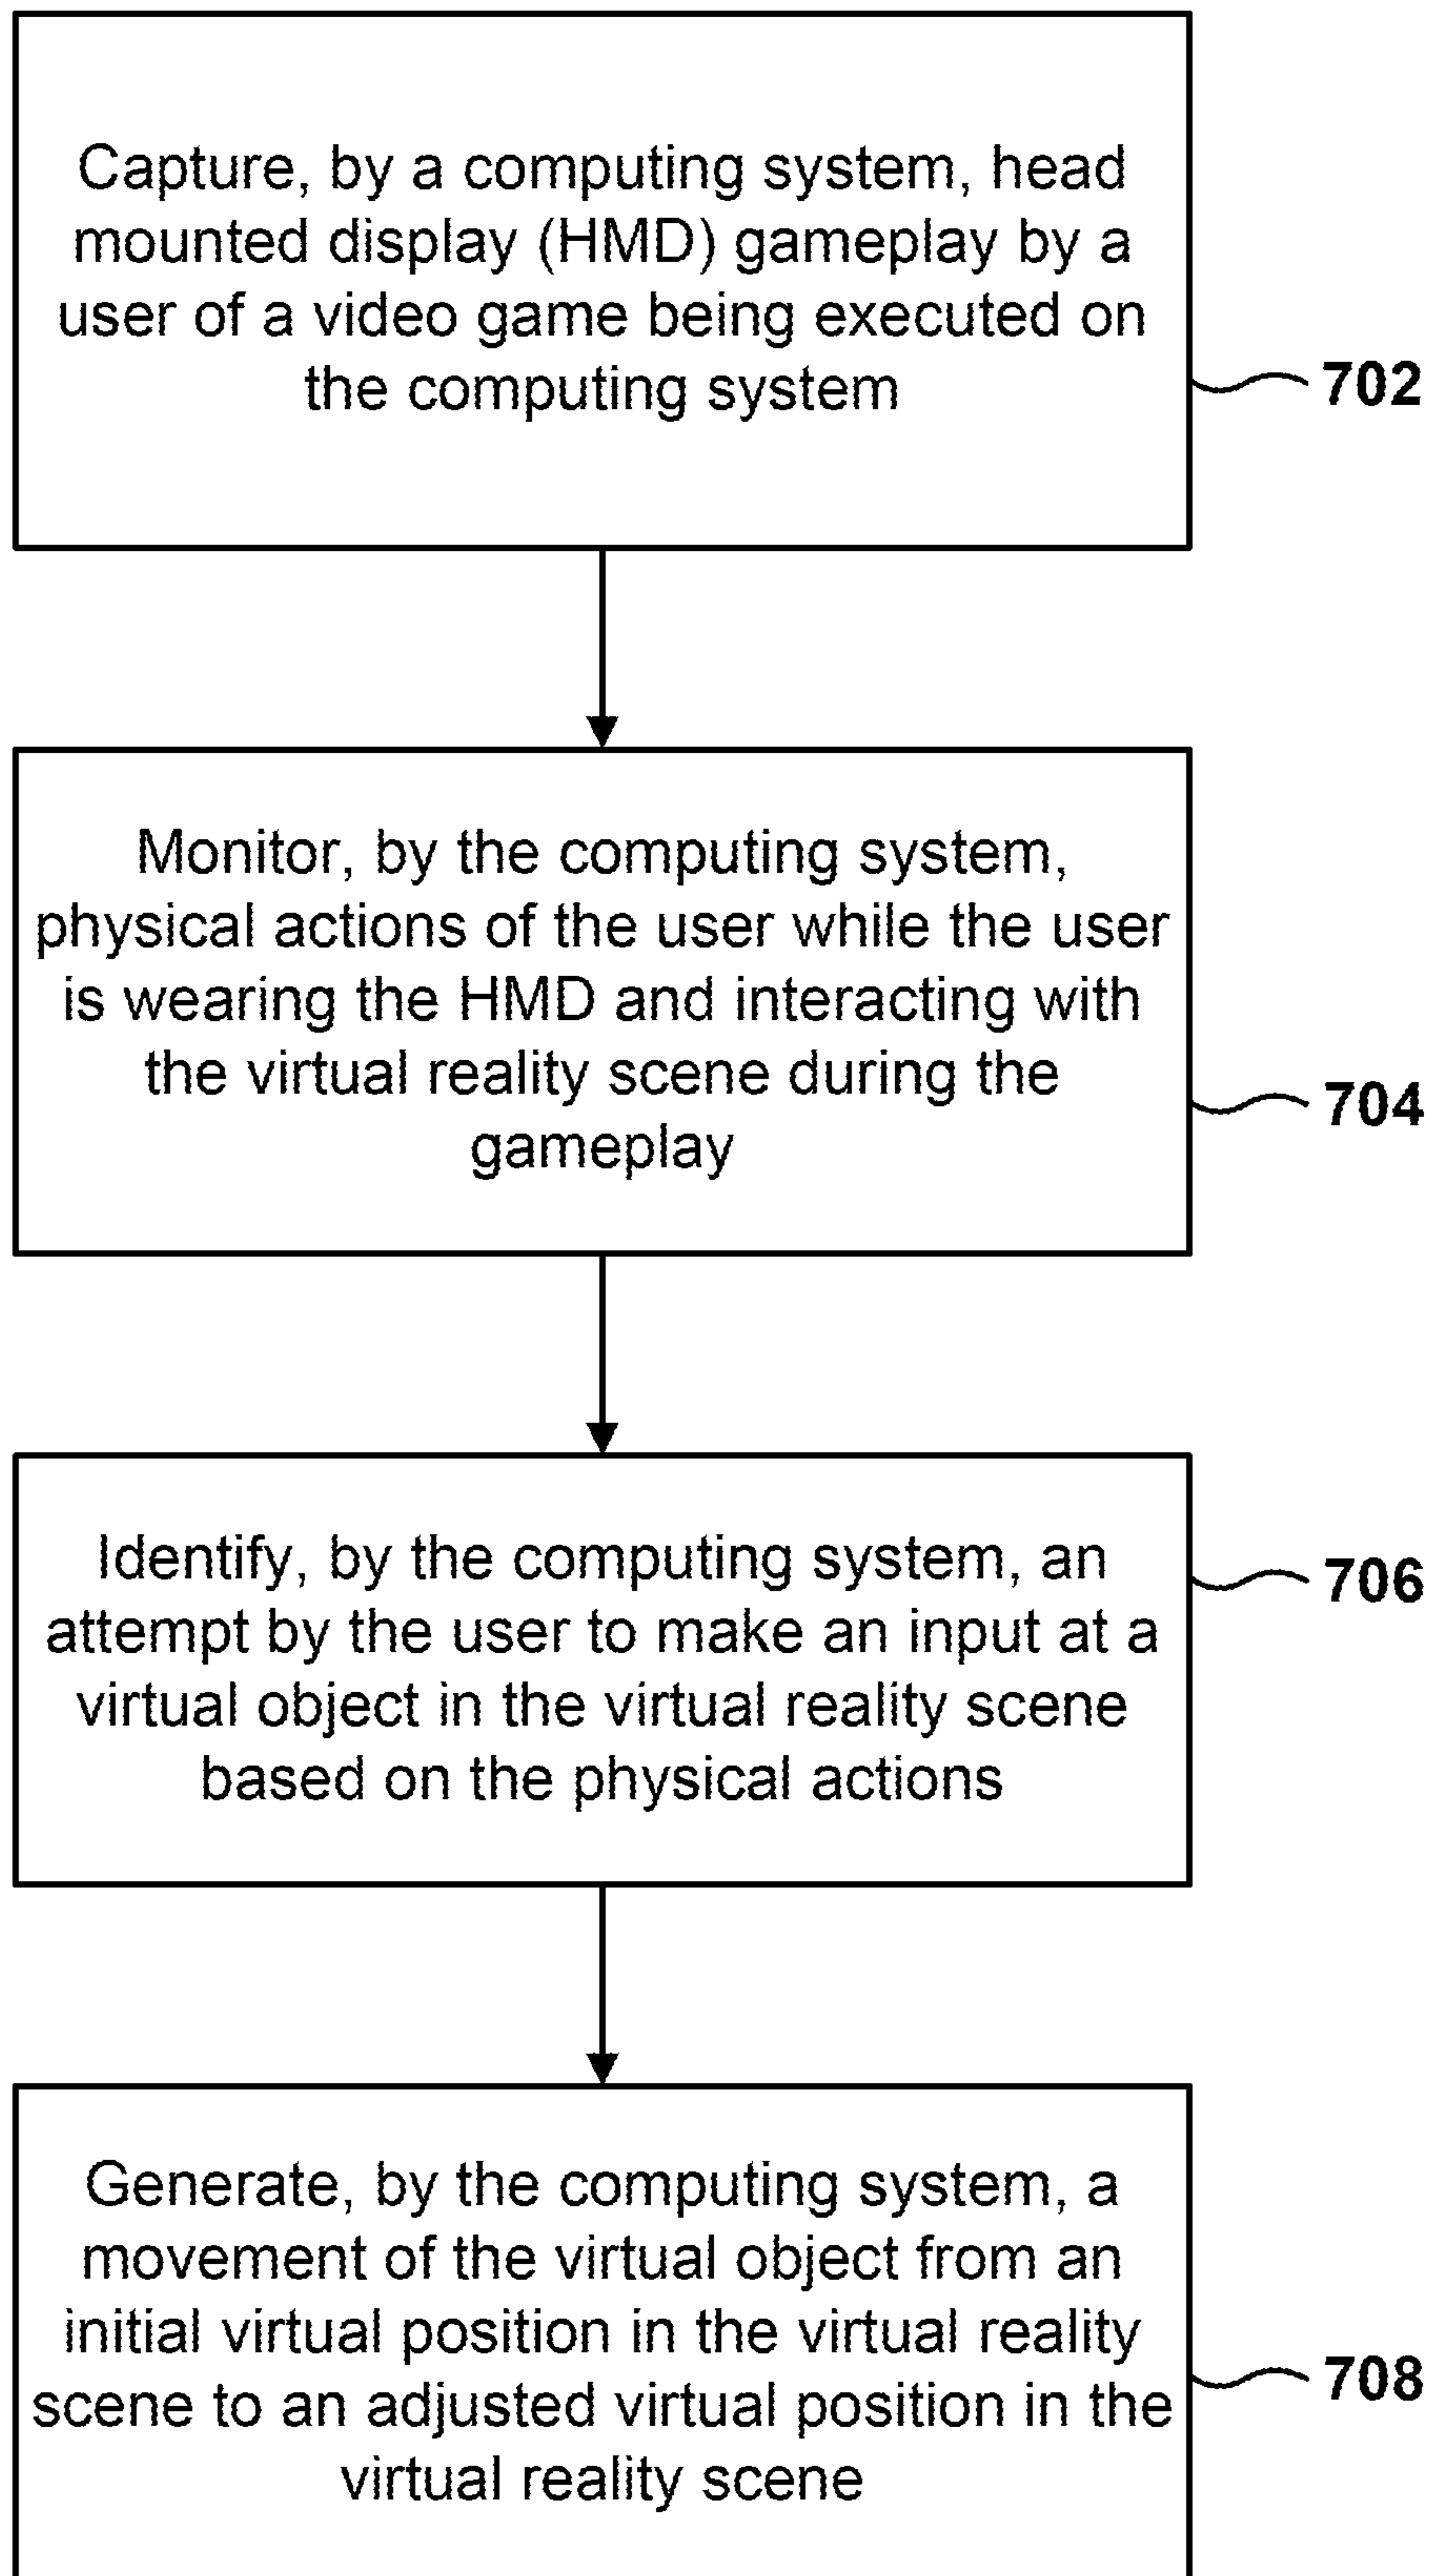 Capture, by a computing system, head
mounted display (HMD) gameplay by a
user of a video game being executed on
the computing system
702
Monitor, by the computing system,
physical actions of the user while the user
is wearing the HMD and interacting with
the virtual reality scene during the
gameplay
704
Identify, by the computing system, an
attempt by the user to make an input at a
virtual object in the virtual reality scene
based on the physical actions
706
Generate, by the computing system, a
movement of the virtual object from an
initial virtual position in the virtual reality
scene to an adjusted virtual position in the
virtual reality scene
708